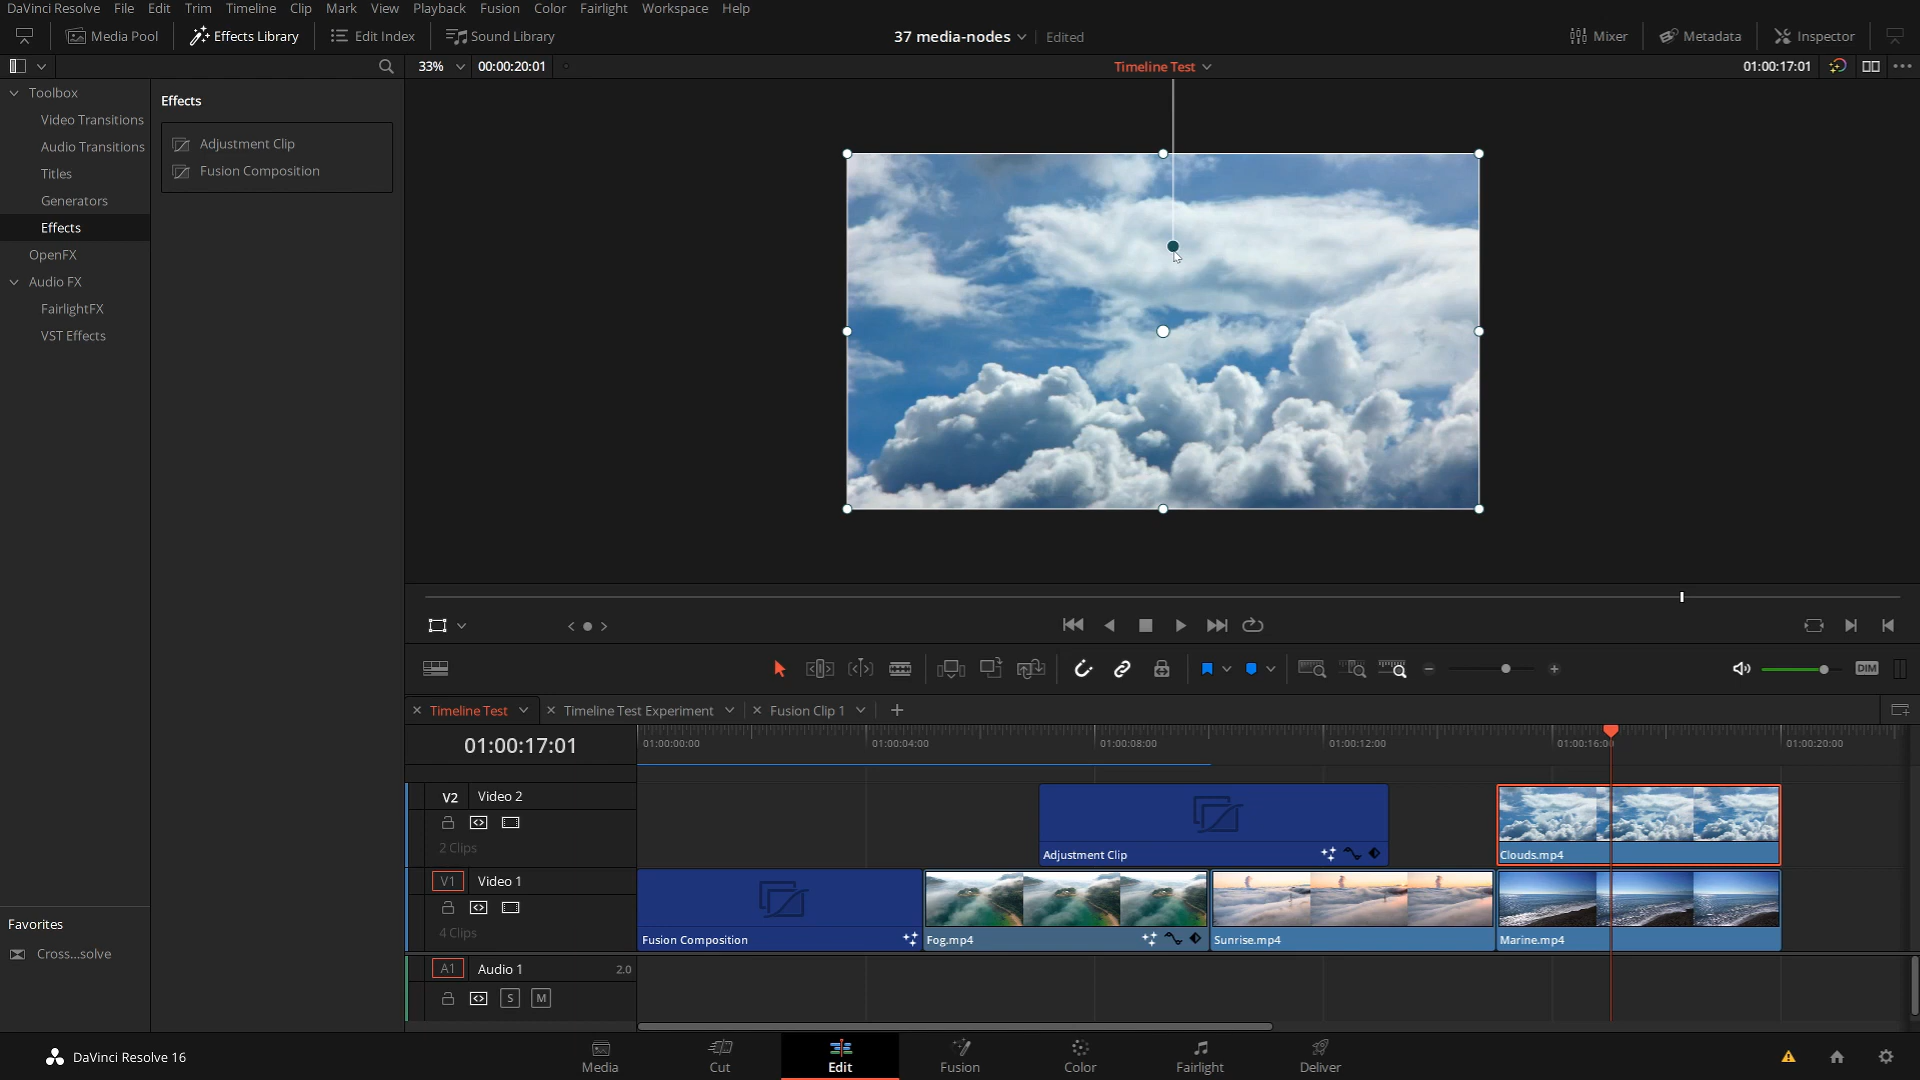 DaVinci Resolve File Edit Trim Timeline Clip Mark View Playback Fusion Color Fairlight Workspace Help
Media Pool Effects Library Edit Index Sound Library 37 media-nodes Edited Mixer Metadata Inspector
33% 00:00:20:01 Timeline Test 01:00:17:01
Toolbox
Video Transitions
Audio Transitions
Titles
Generators
Effects
OpenFX
Audio FX
FairlightFX
VST Effects
Favorites
Cross...solve
Effects
Adjustment Clip
Fusion Composition
DIM
Timeline Test Timeline Test Experiment Fusion Clip 1
01:00:17:01 01:00:00:00 01:00:04:00 01:00:08:00 01:00:12:00 01:00:16:00 01:00:20:00
V2 Video 2
2 Clips
Adjustment Clip Clouds.mp4
V1 Video 1
4 Clips
Fusion Composition Fog.mp4 Sunrise.mp4 Marine.mp4
A1 Audio 1 2.0
S M
DaVinci Resolve 16 Media Cut Edit Fusion Color Fairlight Deliver